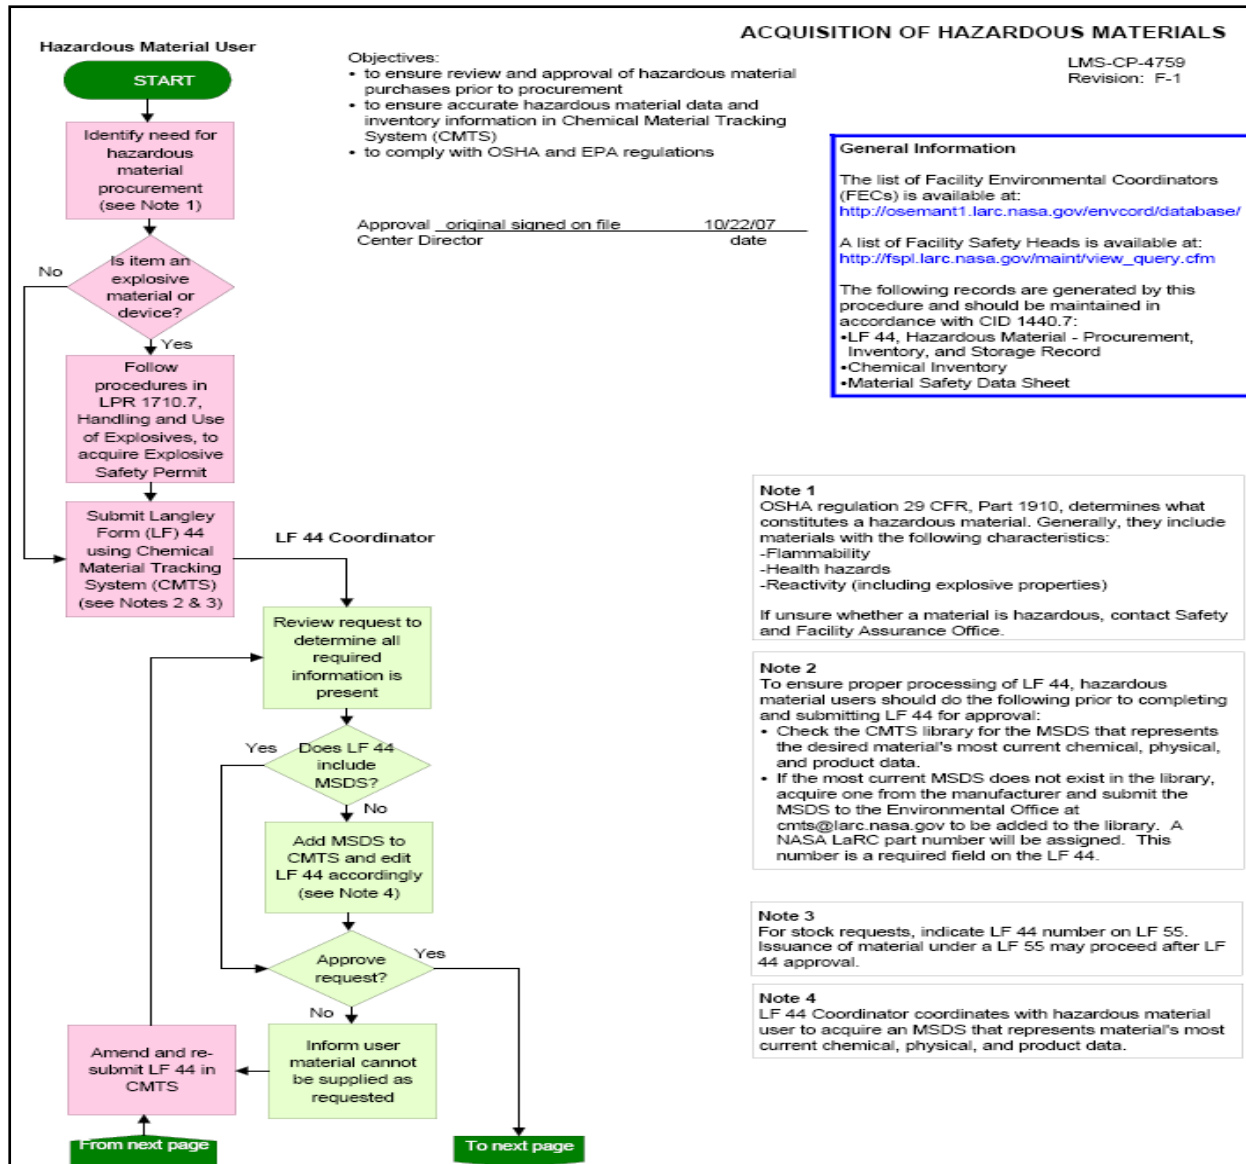 ACQUISITION OF HAZARDOUS MATERIALS
LMS-CP-4759
Revision: F-1
Hazardous Material User
START
Objectives:
• to ensure review and approval of hazardous material
purchases prior to procurement
• to ensure accurate hazardous material data and
inventory information in Chemical Material Tracking
System (CMTS)
• to comply with OSHA and EPA regulations
Approval original signed on file 10/22/07
Center Director date
General Information
The list of Facility Environmental Coordinators
(FECs) is available at:
http://osemant1.larc.nasa.gov/envcord/database/
A list of Facility Safety Heads is available at:
http://fspl.larc.nasa.gov/maint/view_query.cfm
The following records are generated by this
procedure and should be maintained in
accordance with CID 1440.7:
•LF 44, Hazardous Material - Procurement,
Inventory, and Storage Record
•Chemical Inventory
•Material Safety Data Sheet
Identify need for
hazardous
material
procurement
(see Note 1)
Is item an
explosive
material or
device?
No
Yes
Follow
procedures in
LPR 1710.7,
Handling and Use
of Explosives, to
acquire Explosive
Safety Permit
Submit Langley
Form (LF) 44
using Chemical
Material Tracking
System (CMTS)
(see Notes 2 & 3)
LF 44 Coordinator
Review request to
determine all
required
information is
present
Does LF 44
include
MSDS?
Yes
No
Add MSDS to
CMTS and edit
LF 44 accordingly
(see Note 4)
Approve
request?
Yes
No
Inform user
material cannot
be supplied as
requested
Amend and re-
submit LF 44 in
CMTS
From next page
To next page
Note 1
OSHA regulation 29 CFR, Part 1910, determines what
constitutes a hazardous material. Generally, they include
materials with the following characteristics:
-Flammability
-Health hazards
-Reactivity (including explosive properties)
If unsure whether a material is hazardous, contact Safety
and Facility Assurance Office.
Note 2
To ensure proper processing of LF 44, hazardous
material users should do the following prior to completing
and submitting LF 44 for approval:
• Check the CMTS library for the MSDS that represents
the desired material's most current chemical, physical,
and product data.
• If the most current MSDS does not exist in the library,
acquire one from the manufacturer and submit the
MSDS to the Environmental Office at
cmts@larc.nasa.gov to be added to the library. A
NASA LaRC part number will be assigned. This
number is a required field on the LF 44.
Note 3
For stock requests, indicate LF 44 number on LF 55.
Issuance of material under a LF 55 may proceed after LF
44 approval.
Note 4
LF 44 Coordinator coordinates with hazardous material
user to acquire an MSDS that represents material's most
current chemical, physical, and product data.